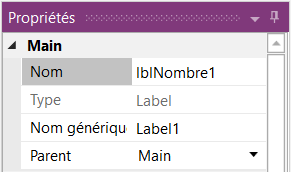 Propriétés
Main
Nom lblNombre1
Type Label
Nom génériqu Label1
Parent Main